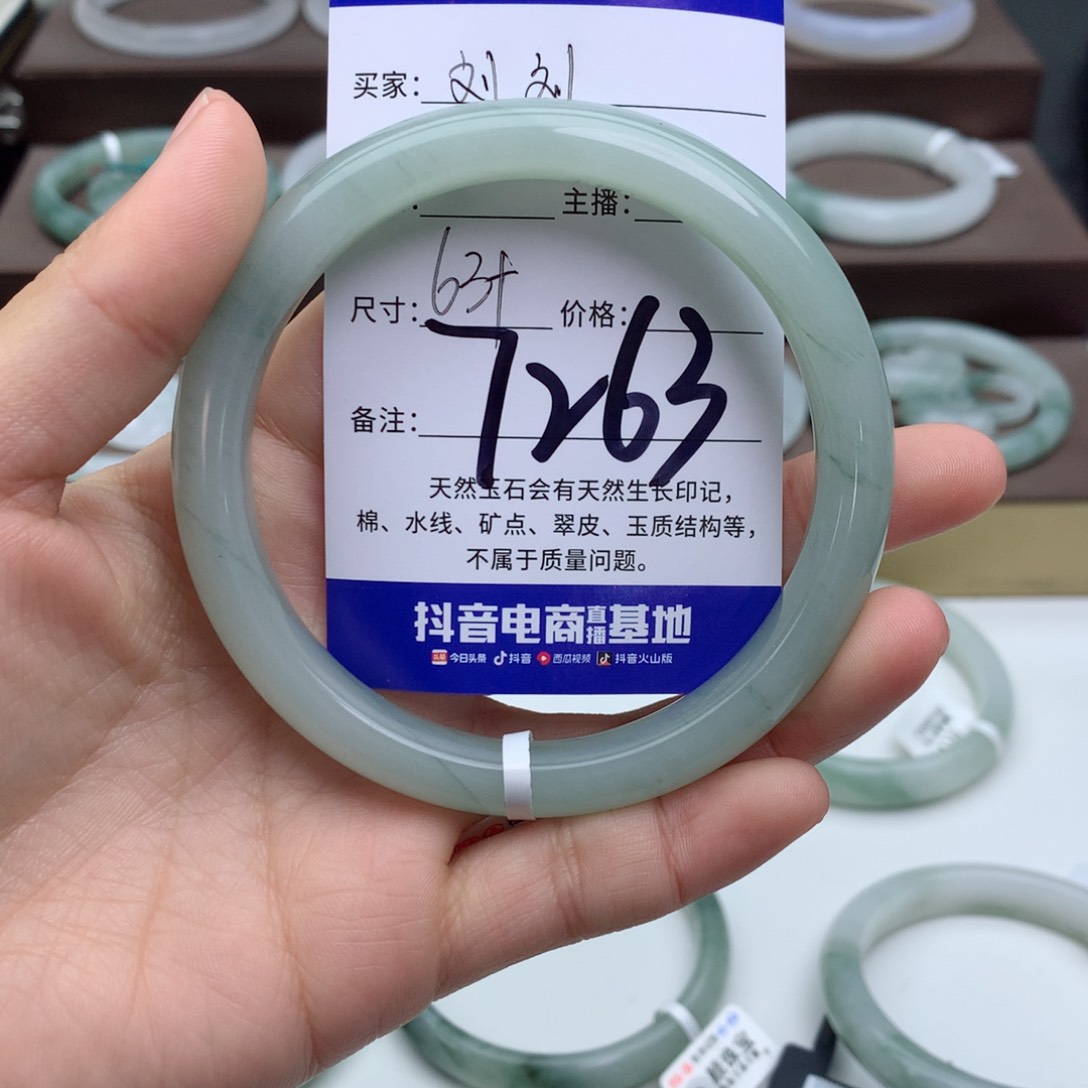 买家：刘刘
主播：
尺寸：63+ 价格：
7263
备注：
天然玉石会有天然生长印记，
棉、水线、矿点、翠皮、玉质结构等，
不属于质量问题。
抖音电商直播基地
头条 今日头条 抖音 西瓜视频 抖音火山版